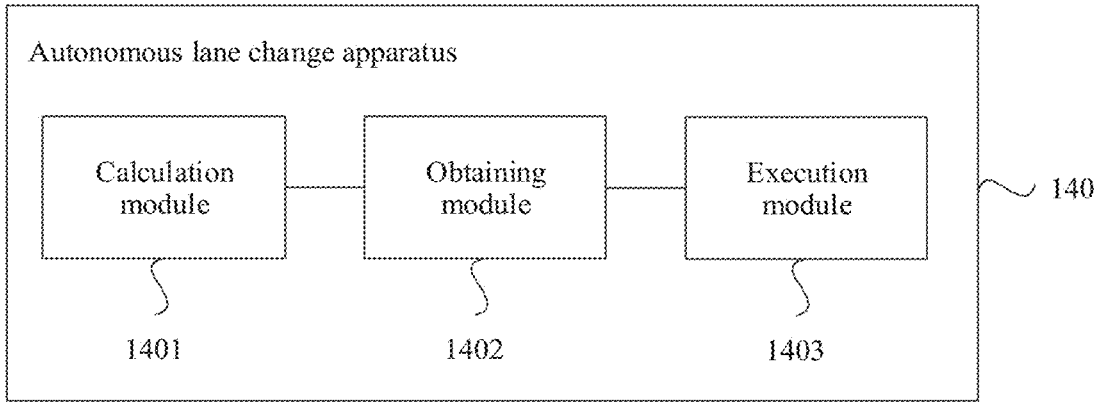 Autonomous lane change apparatus
Calculation
module
Obtaining
module
Execution
module
140
1401
1402
1403